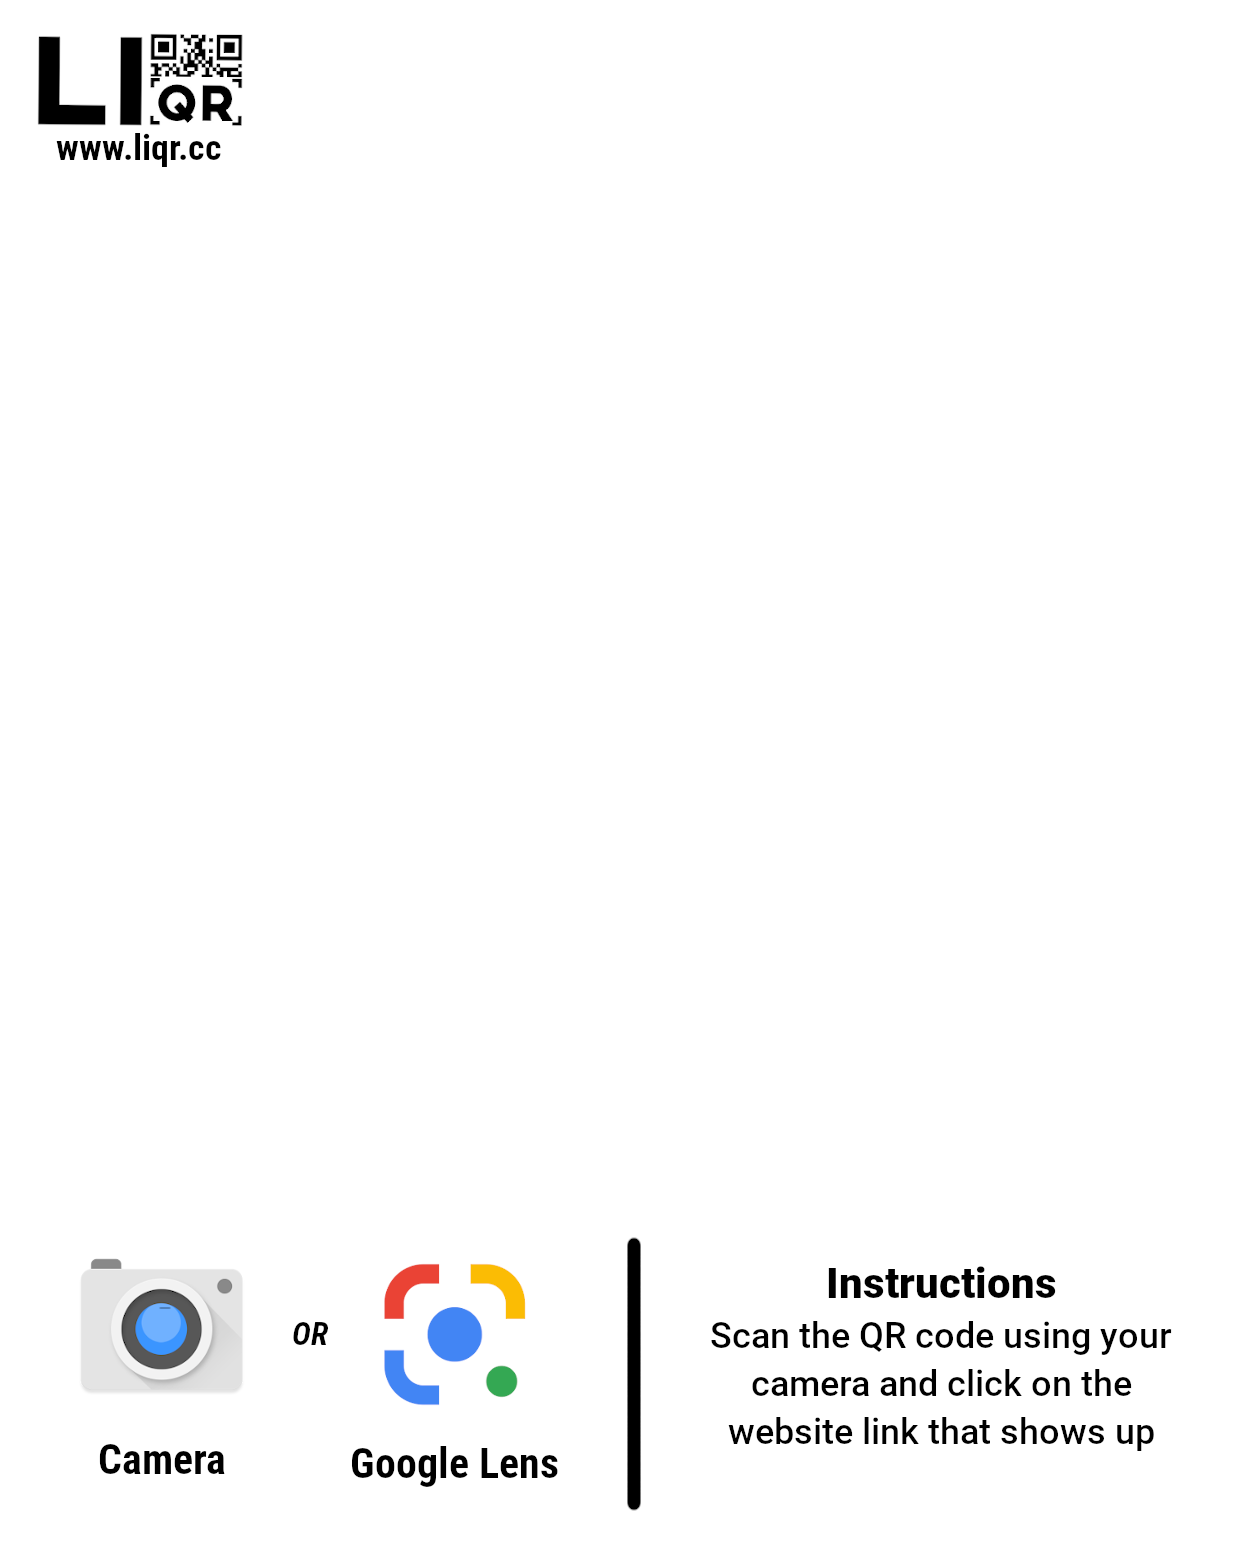 LI QR
www.liqr.cc
OR
Camera
Google Lens
Instructions
Scan the QR code using your
camera and click on the
website link that shows up